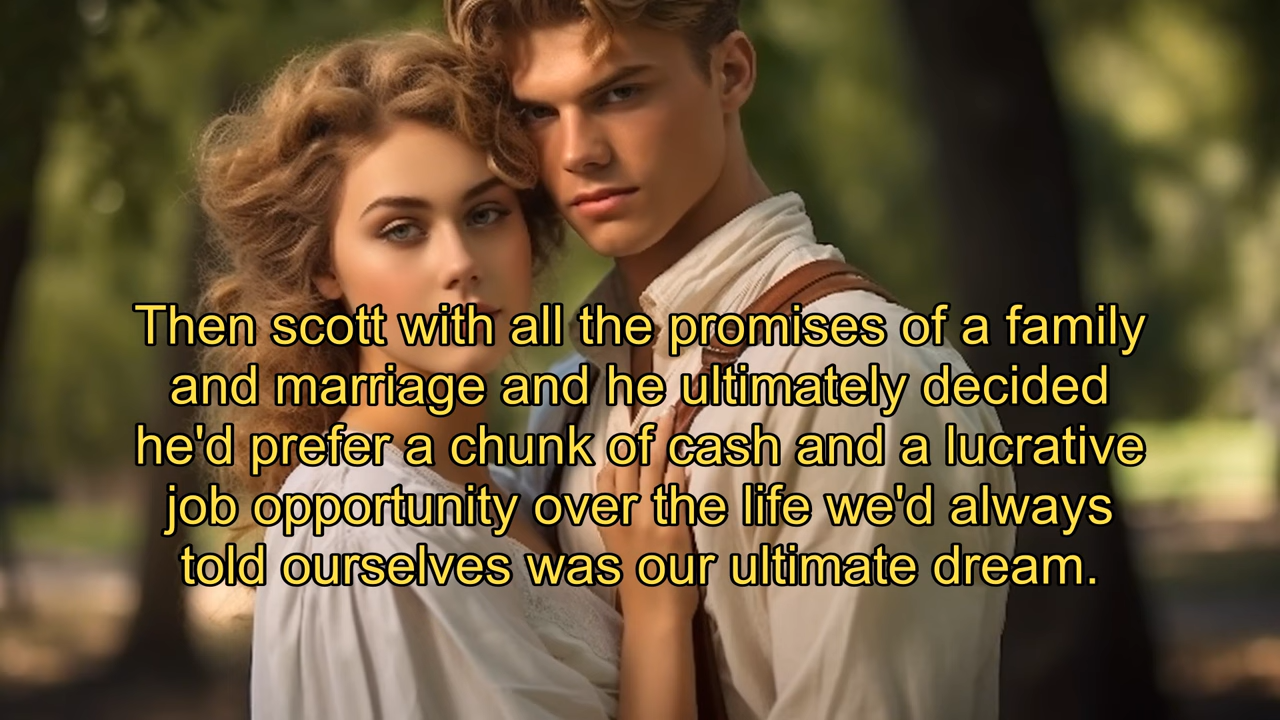 Then scott with all the promises of a family
and marriage and he ultimately decided
he'd prefer a chunk of cash and a lucrative
job opportunity over the life we'd always
told ourselves was our ultimate dream.